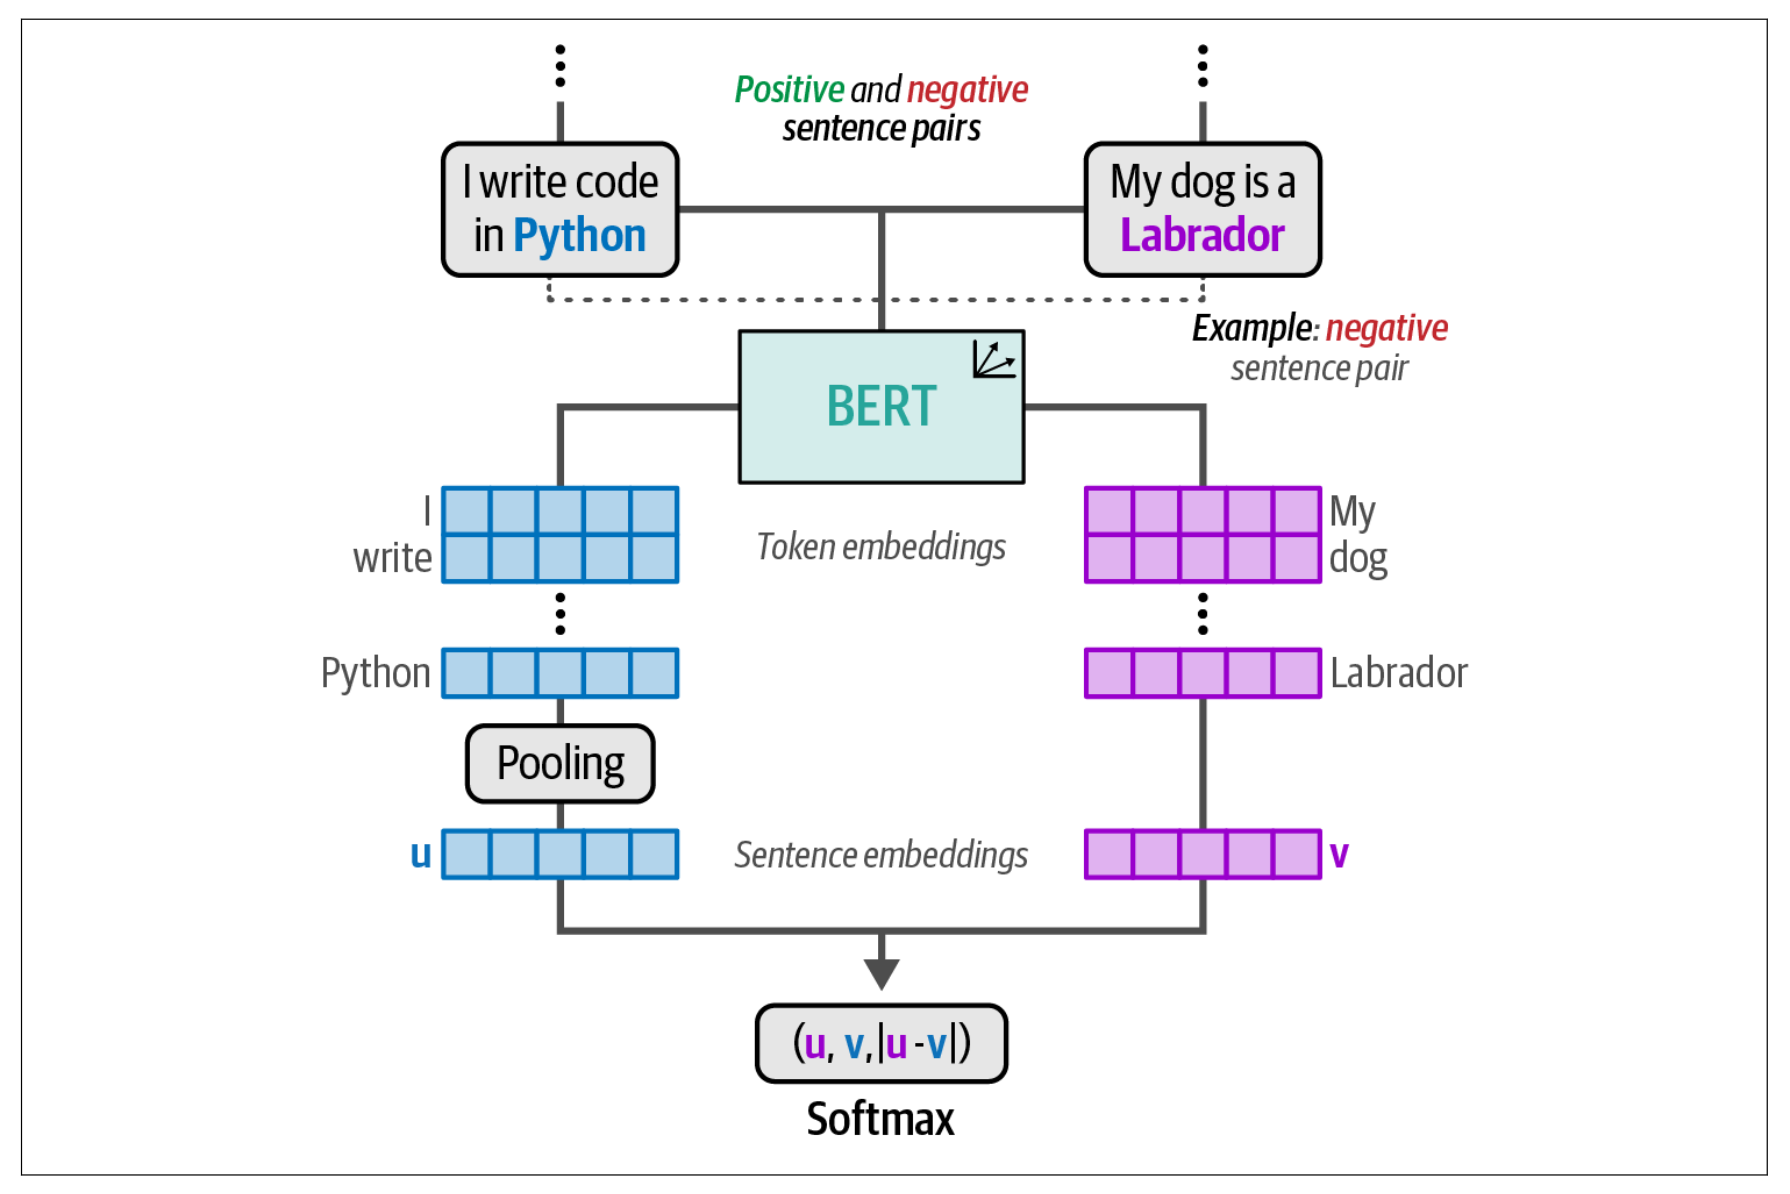 Positive and negative
sentence pairs
I write code
in Python
My dog is a
Labrador
Example: negative
sentence pair
BERT
I
write
Token embeddings
My
dog
Python
Labrador
Pooling
u
Sentence embeddings
v
(u, v,|u -v|)
Softmax